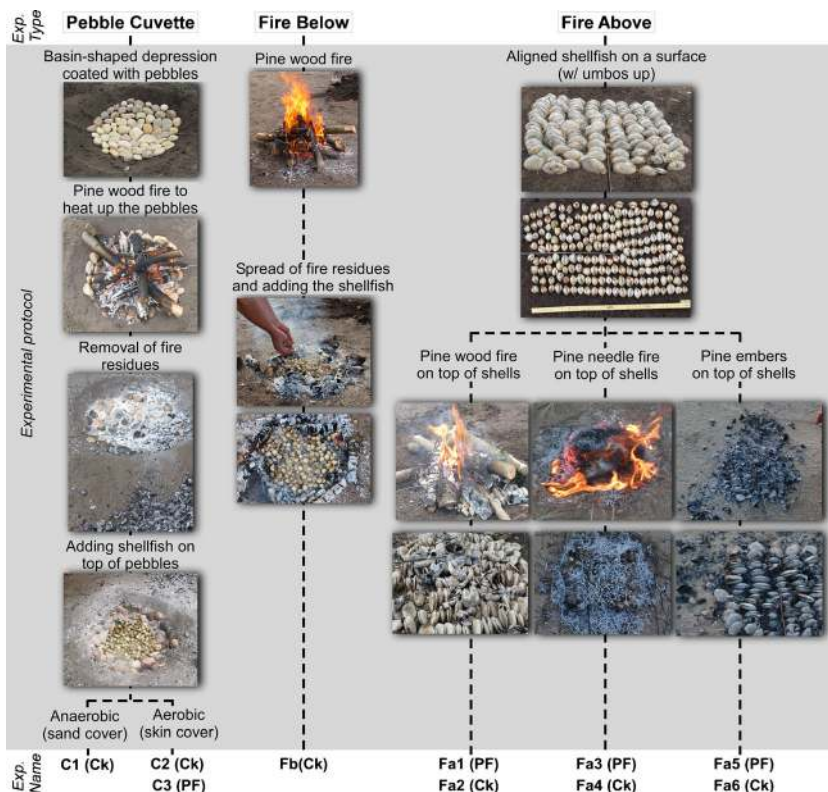 Exp. Type
Pebble Cuvette
Fire Below
Fire Above
Experimental protocol
Basin-shaped depression
coated with pebbles
Pine wood fire to
heat up the pebbles
Removal of fire
residues
Adding shellfish on
top of pebbles
Anaerobic
(sand cover)
Aerobic
(skin cover)
Pine wood fire
Spread of fire residues
and adding the shellfish
Aligned shellfish on a surface
(w/ umbos up)
Pine wood fire
on top of shells
Pine needle fire
on top of shells
Pine embers
on top of shells
Exp. Name
C1 (Ck)
C2 (Ck)
C3 (PF)
Fb(Ck)
Fa1 (PF)
Fa2 (Ck)
Fa3 (PF)
Fa4 (Ck)
Fa5 (PF)
Fa6 (Ck)